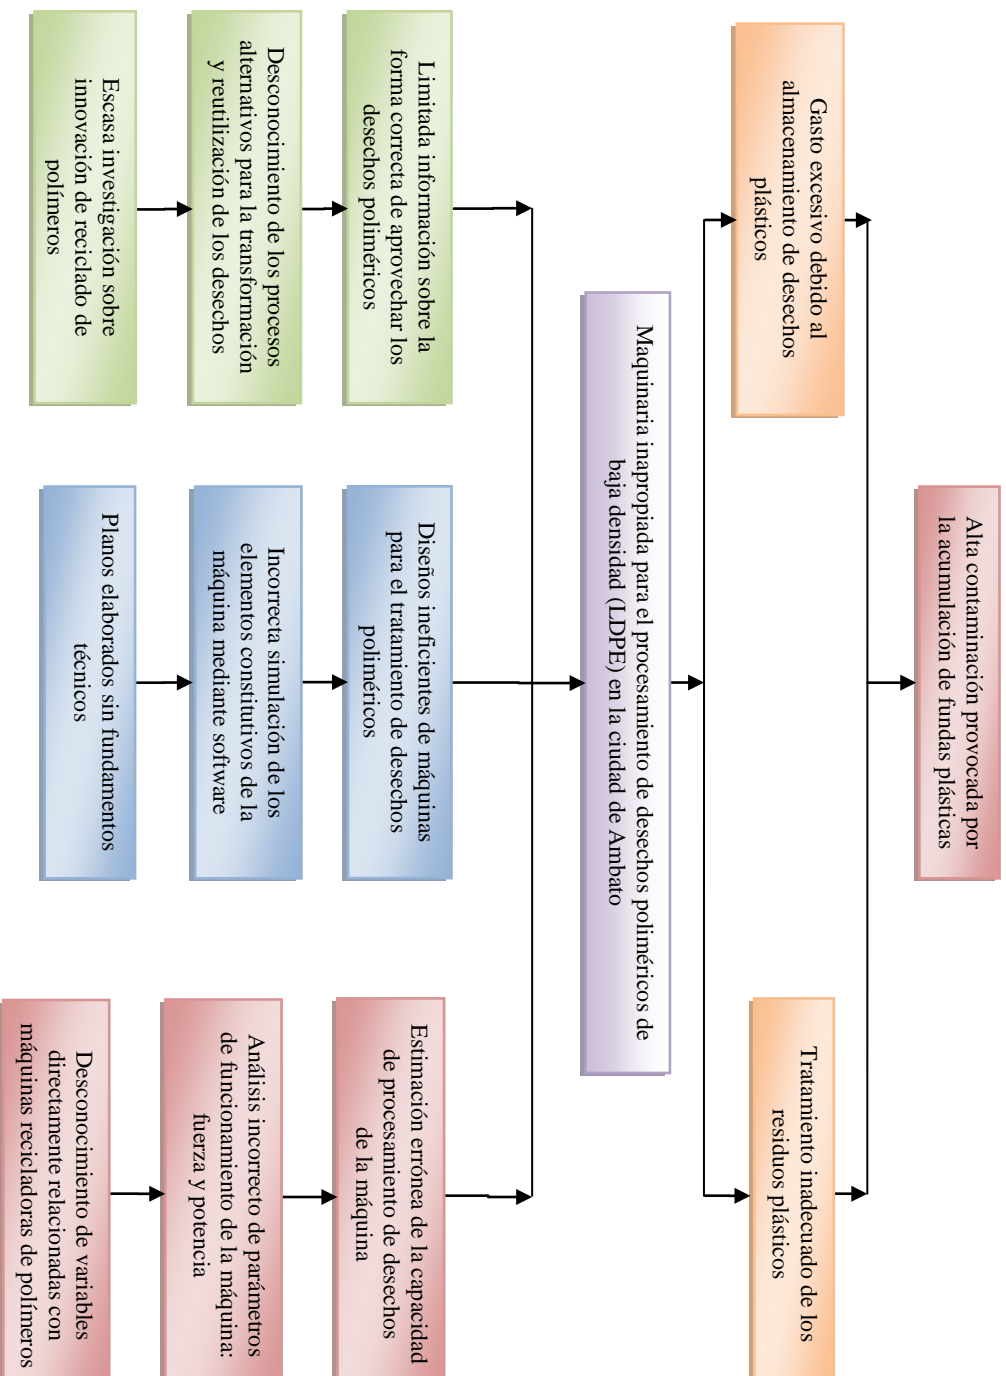 Alta contaminación provocada por
la acumulación de fundas plásticas
Gasto excesivo debido al
almacenamiento de desechos
plásticos
Tratamiento inadecuado de los
residuos plásticos
Maquinaria inapropiada para el procesamiento de desechos poliméricos de
baja densidad (LDPE) en la ciudad de Ambato
Limitada información sobre la
forma correcta de aprovechar los
desechos poliméricos
Diseños ineficientes de máquinas
para el tratamiento de desechos
poliméricos
Estimación errónea de la capacidad
de procesamiento de desechos
de la máquina
Desconocimiento de los procesos
alternativos para la transformación
y reutilización de los desechos
Incorrecta simulación de los
elementos constitutivos de la
máquina mediante software
Análisis incorrecto de parámetros
de funcionamiento de la máquina:
fuerza y potencia
Escasa investigación sobre
innovación de reciclado de
polímeros
Planos elaborados sin fundamentos
técnicos
Desconocimiento de variables
directamente relacionadas con
máquinas recicladoras de polímeros